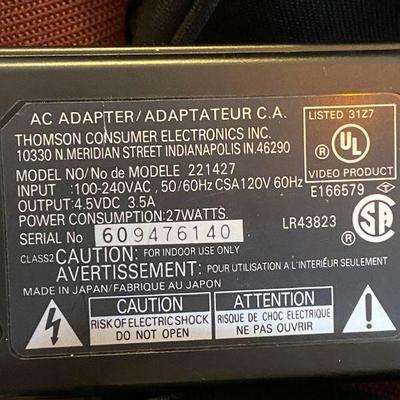 AC ADAPTER/ADAPTATEUR C.A.
THOMSON CONSUMER ELECTRONICS INC.
10330 N.MERIDIAN STREET INDIANAPOLIS IN.46290
MODEL NO/No de MODELE 221427
INPUT :100-240VAC, 50/60Hz CSA120V 60Hz
OUTPUT:4.5VDC 3.5A
POWER CONSUMPTION:27WATTS
SERIAL No 609476140
CLASS2 CAUTION: FOR INDOOR USE ONLY
AVERTISSEMENT: POUR UTILISATION A L'INTERIEUR SEULEMENT
MADE IN JAPAN/FABRIQUE AU JAPON
LISTED 31Z7
UL
®
VIDEO PRODUCT
E166579
LR43823
SA
®
CAUTION
RISK OF ELECTRIC SHOCK
DO NOT OPEN
ATTENTION
RISQUE DE CHOC ELECTRIQUE
NE PAS OUVRIR